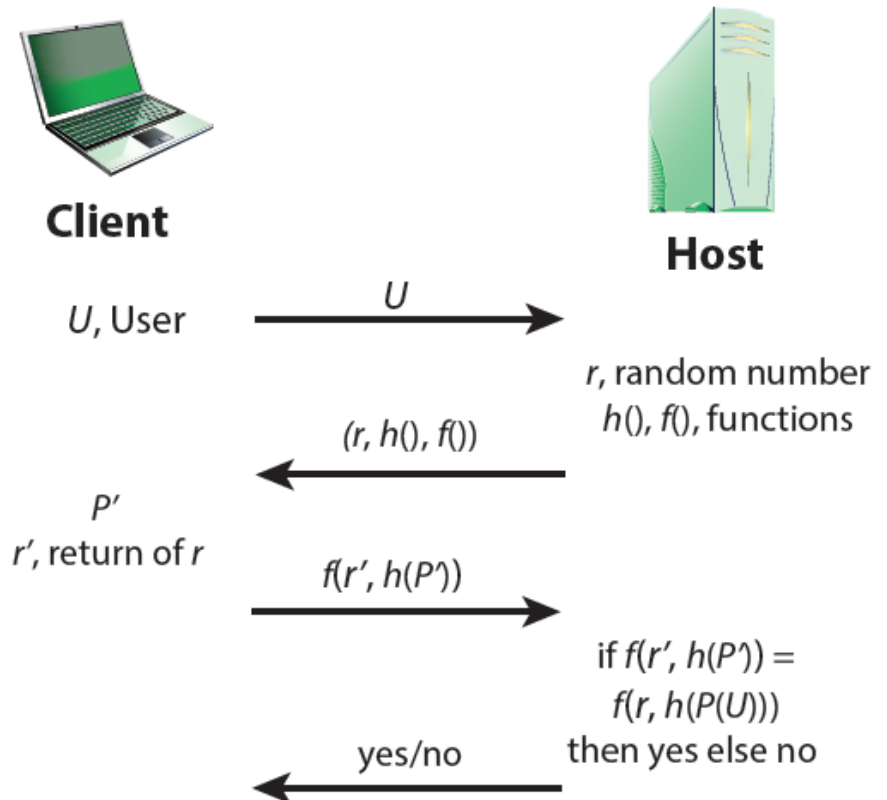 Client
Host
U, User
U
r, random number
h(), f(), functions
(r, h(), f())
P′
r′, return of r
f(r′, h(P′))
if f(r′, h(P′)) =
f(r, h(P(U)))
then yes else no
yes/no